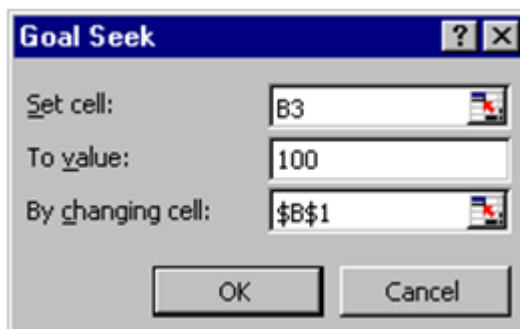 Goal Seek
Set cell: B3
To value: 100
By changing cell: $B$1
OK Cancel